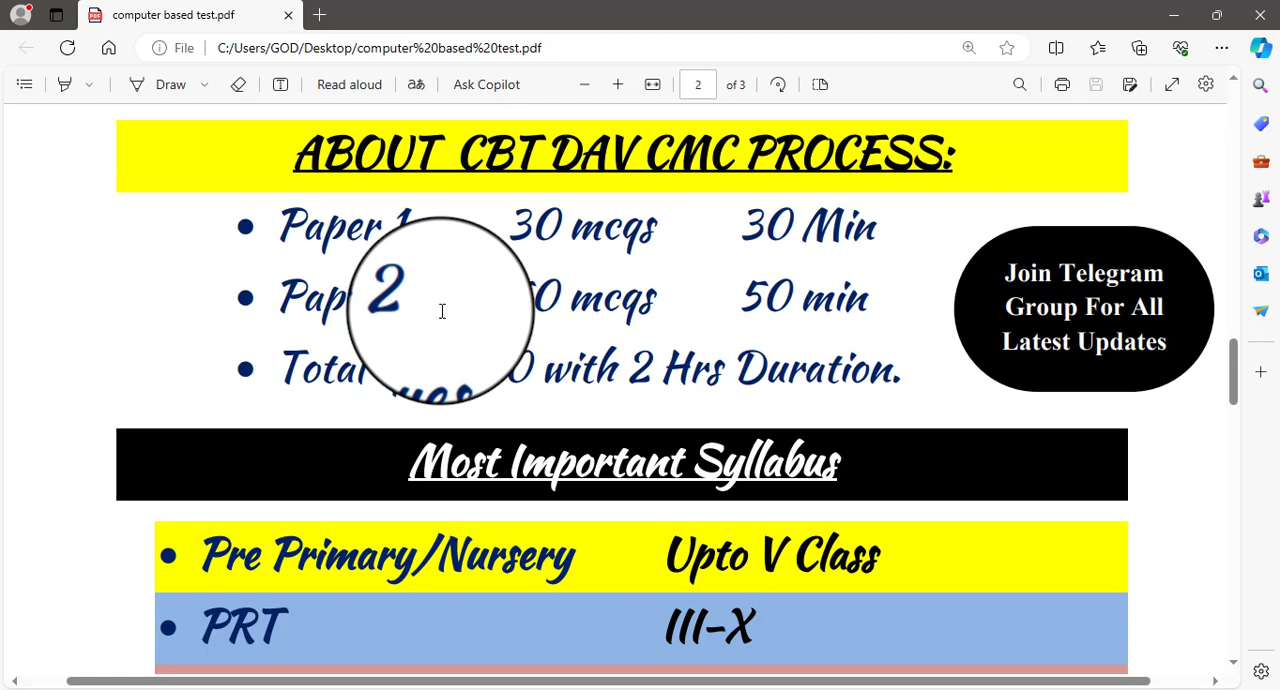 computer based test.pdf
File C:/Users/GOD/Desktop/computer%20based%20test.pdf
Draw aあ Read aloud Ask Copilot 2 of 3
ABOUT CBT DAV CMC PROCESS:
Paper 1 30 mcqs 30 Min
2 mcqs 50 min
Total with 2 Hrs Duration.
Join Telegram
Group For All
Latest Updates
Most Important Syllabus
Pre Primary/Nursery Upto V Class
PRT III-X